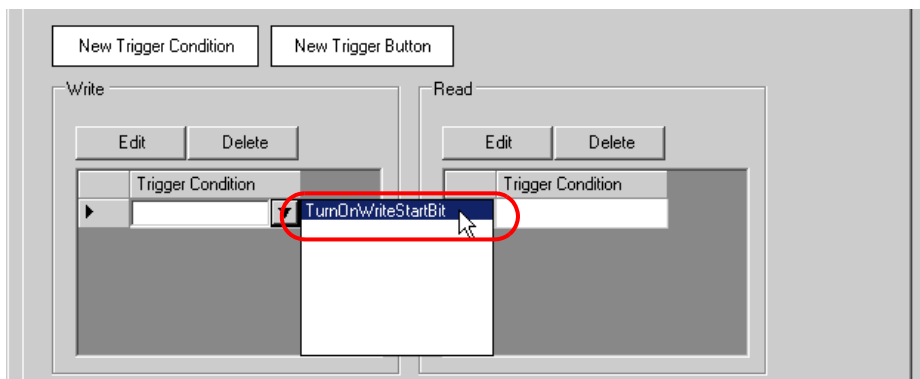 New Trigger Condition New Trigger Button
Write Read
Edit Delete Edit Delete
Trigger Condition Trigger Condition
TurnOnWriteStartBit